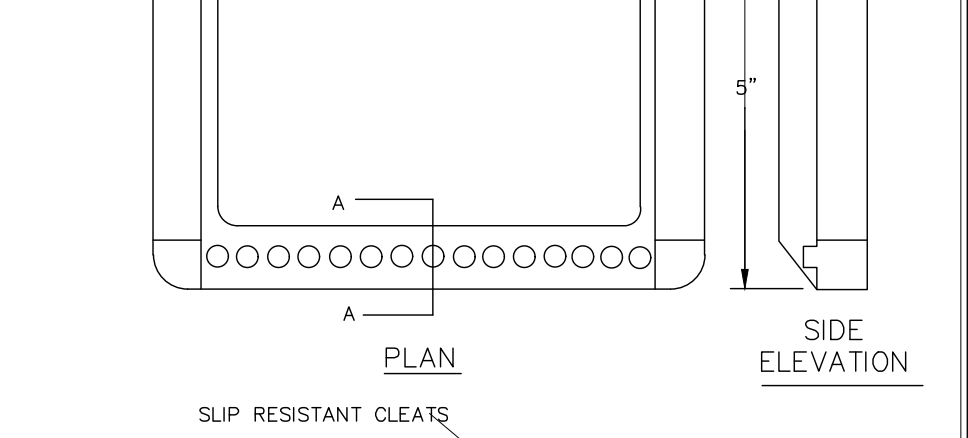 5”
A
A
PLAN
SIDE
ELEVATION
SLIP RESISTANT CLEATS